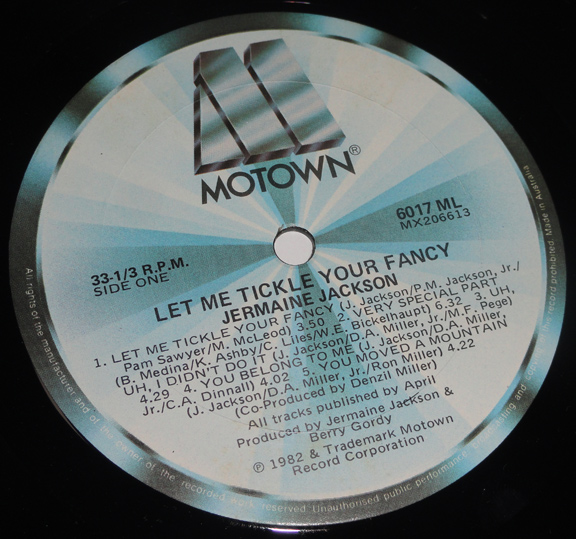 MOTOWN®
6017 ML
MX206613
33-1/3 R.P.M.
SIDE ONE
LET ME TICKLE YOUR FANCY
JERMAINE JACKSON
1. LET ME TICKLE YOUR FANCY (J. Jackson/P.M. Jackson, Jr./
Pam Sawyer/M. McLeod) 3.50 2. VERY SPECIAL PART
(B. Medina/K. Ashby/C. Liles/W.E. Bickelhaupt) 6.32 3. UH,
UH, I DIDN'T DO IT (J. Jackson/D.A. Miller, Jr./M.F. Pege)
4.29 4. YOU BELONG TO ME (J. Jackson/D.A. Miller,
Jr./C.A. Dinnall) 4.02 5. YOU MOVED A MOUNTAIN
(J. Jackson/D.A. Miller, Jr./Ron Miller) 4.22
(Co-Produced by Denzil Miller)
All tracks published by April
Produced by Jermaine Jackson &
Berry Gordy
℗ 1982 & Trademark Motown
Record Corporation
All rights of the manufacturer and of the owner of the recorded work reserved. Unauthorised public performance and copying record prohibited. Made in Australia